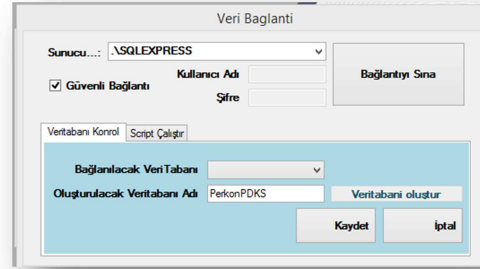 Veri Baglanti
Sunucu...: .\SQLEXPRESS
Kullanıcı Adı
Bağlantıyı Sına
Güvenli Bağlantı
Şifre
Veritabanı Konrol Script Çalıştır
Bağlanılacak VeriTabanı
Oluşturulacak Veritabanı Adı PerkonPDKS Veritabani oluştur
Kaydet İptal